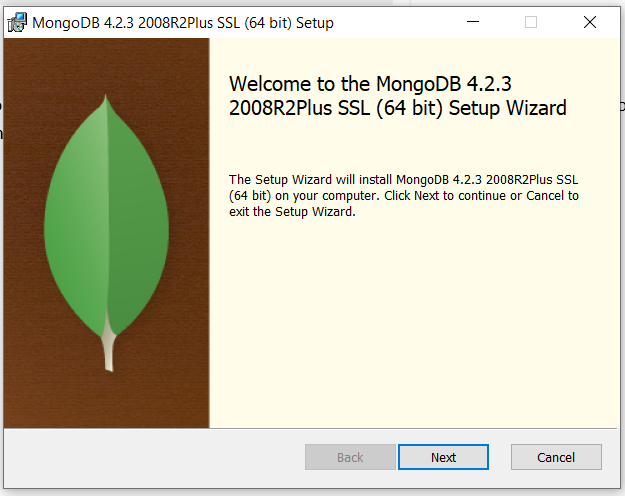 MongoDB 4.2.3 2008R2Plus SSL (64 bit) Setup
Welcome to the MongoDB 4.2.3
2008R2Plus SSL (64 bit) Setup Wizard
The Setup Wizard will install MongoDB 4.2.3 2008R2Plus SSL
(64 bit) on your computer. Click Next to continue or Cancel to
exit the Setup Wizard.
Back
Next
Cancel